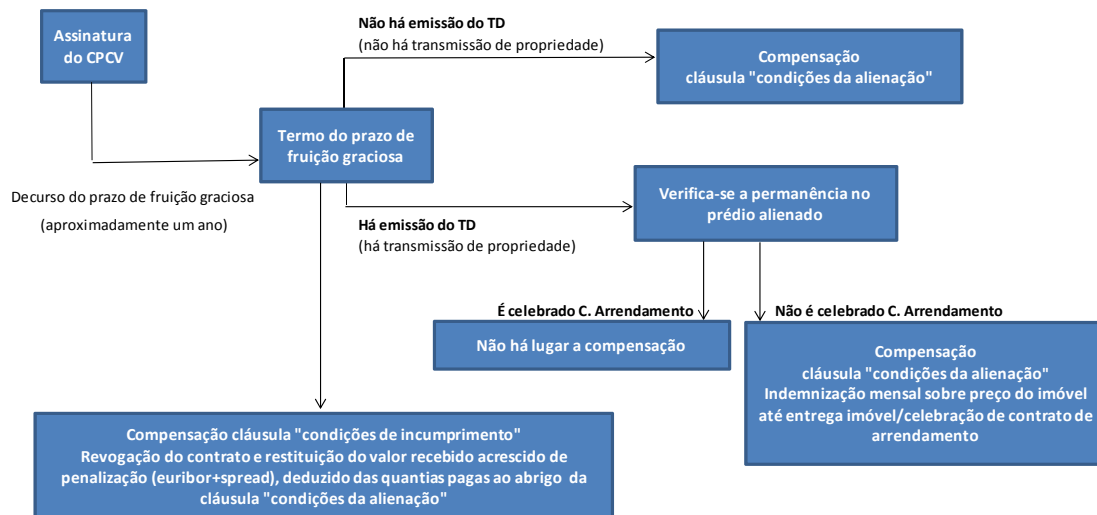 Assinatura
do CPCV
Não há emissão do TD
(não há transmissão de propriedade)
Compensação
cláusula "condições da alienação"
Termo do prazo de
fruição graciosa
Decurso do prazo de fruição graciosa
(aproximadamente um ano)
Há emissão do TD
(há transmissão de propriedade)
Verifica-se a permanência no
prédio alienado
É celebrado C. Arrendamento
Não há lugar a compensação
Não é celebrado C. Arrendamento
Compensação
cláusula "condições da alienação"
Indemnização mensal sobre preço do imóvel
até entrega imóvel/celebração de contrato de
arrendamento
Compensação cláusula "condições de incumprimento"
Revogação do contrato e restituição do valor recebido acrescido de
penalização (euribor+spread), deduzido das quantias pagas ao abrigo da
cláusula "condições da alienação"